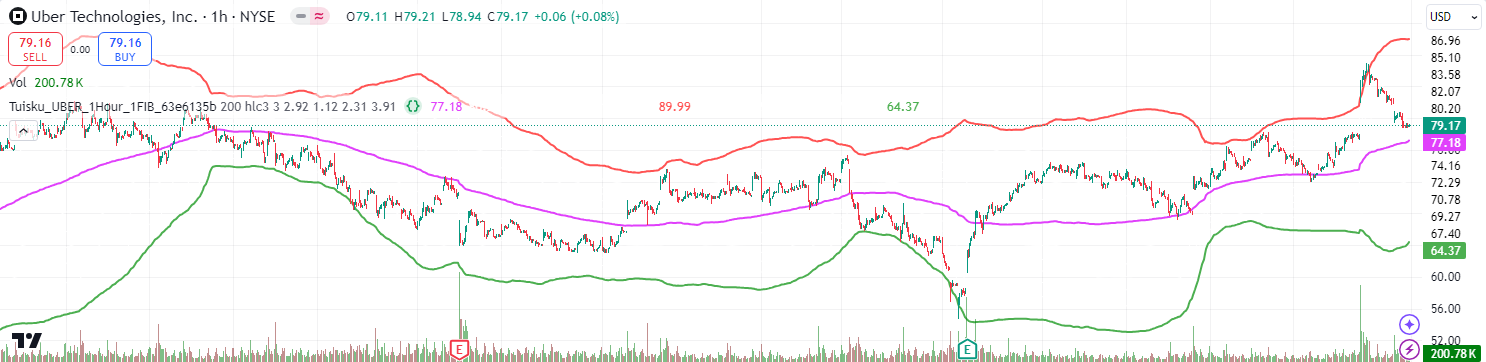 Uber Technologies, Inc. · 1h · NYSE O79.11 H79.21 L78.94 C79.17 +0.06 (+0.08%)
USD
79.16 SELL
0.00
79.16 BUY
Vol 200.78 K
Tuisku_UBER_1Hour_1FIB_63e6135b 200 hlc3 3 2.92 1.12 2.31 3.91 77.18 89.99 64.37
86.96
85.10
83.58
82.07
80.20
79.17
77.18
74.16
72.29
70.78
69.27
67.40
64.37
60.00
56.00
52.00
200.78 K
E
E